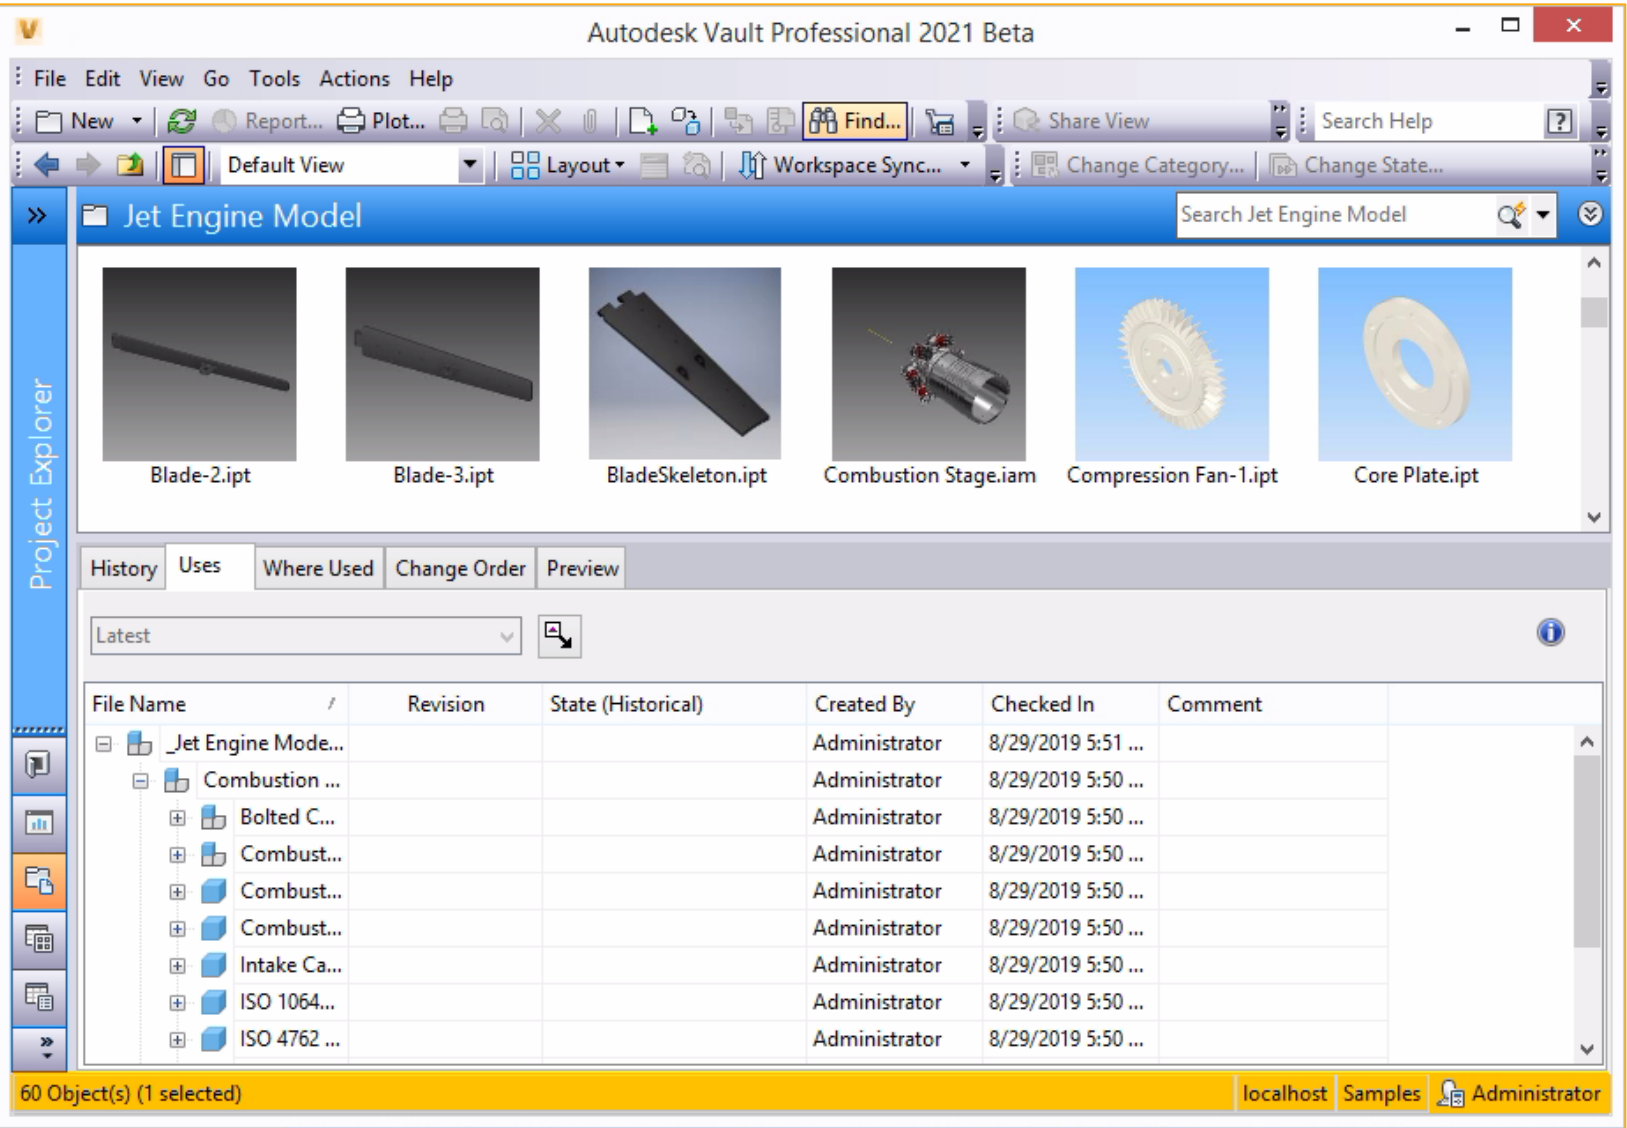 Autodesk Vault Professional 2021 Beta
File Edit View Go Tools Actions Help
New Report... Plot... Find... Share View Search Help
Default View Layout Workspace Sync... Change Category... Change State...
Jet Engine Model Search Jet Engine Model
Project Explorer
Blade-2.ipt Blade-3.ipt BladeSkeleton.ipt Combustion Stage.iam Compression Fan-1.ipt Core Plate.ipt
History Uses Where Used Change Order Preview
Latest
File Name Revision State (Historical) Created By Checked In Comment
_Jet Engine Mode... Administrator 8/29/2019 5:51 ...
Combustion ... Administrator 8/29/2019 5:50 ...
Bolted C... Administrator 8/29/2019 5:50 ...
Combust... Administrator 8/29/2019 5:50 ...
Combust... Administrator 8/29/2019 5:50 ...
Combust... Administrator 8/29/2019 5:50 ...
Intake Ca... Administrator 8/29/2019 5:50 ...
ISO 1064... Administrator 8/29/2019 5:50 ...
ISO 4762 ... Administrator 8/29/2019 5:50 ...
60 Object(s) (1 selected) localhost Samples Administrator